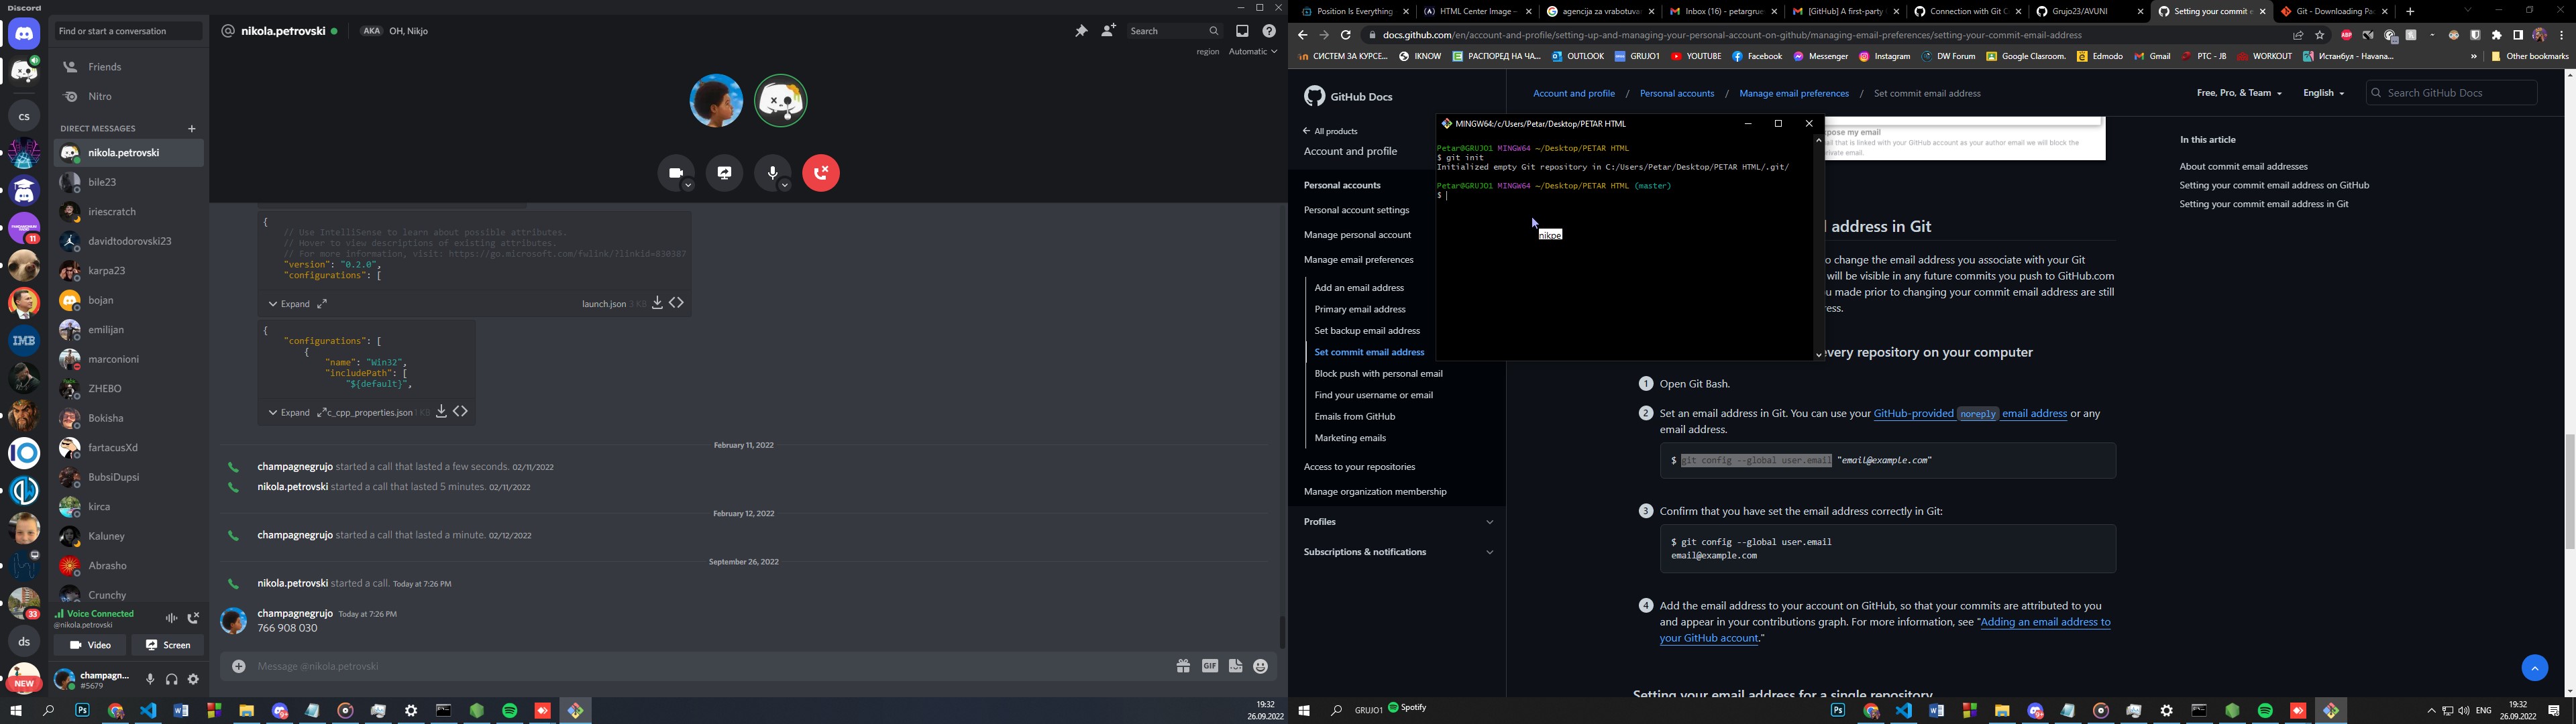 Discord
Find or start a conversation
Friends
Nitro
DIRECT MESSAGES
nikola.petrovski
bile23
iriescratch
davidtodorovski23
karpa23
bojan
emilijan
marconioni
ZHEBO
Bokisha
fartacusXd
BubsiDupsi
kirca
Kaluney
Abrasho
Crunchy
Voice Connected
@nikola.petrovski
Video
Screen
champagn...
#5679
CS
11
IMB
33
ds
NEW
nikola.petrovski
AKA OH, Nikjo
Search
region Automatic
{
// Use IntelliSense to learn about possible attributes.
// Hover to view descriptions of existing attributes.
// For more information, visit: https://go.microsoft.com/fwlink/?linkid=830387
"version": "0.2.0",
"configurations": [
Expand
launch.json 3 KB
{
"configurations": [
{
"name": "Win32",
"includePath": [
"${default}",
Expand
c_cpp_properties.json 1 KB
February 11, 2022
champagnegrujo started a call that lasted a few seconds. 02/11/2022
nikola.petrovski started a call that lasted 5 minutes. 02/11/2022
February 12, 2022
champagnegrujo started a call that lasted a minute. 02/12/2022
September 26, 2022
nikola.petrovski started a call. Today at 7:26 PM
champagnegrujo Today at 7:26 PM
766 908 030
Message @nikola.petrovski
GIF
19:32
26.09.2022
Position Is Everything
HTML Center Image –
agencija za vrabotuva
Inbox (16) - petargrue
[GitHub] A first-party
Connection with Git C
Grujo23/AVUNI
Setting your commit e
Git - Downloading Pac
docs.github.com/en/account-and-profile/setting-up-and-managing-your-personal-account-on-github/managing-email-preferences/setting-your-commit-email-address
СИСТЕМ ЗА КУРСЕ...
IKNOW
РАСПОРЕД НА ЧА...
OUTLOOK
GRUJO1
YOUTUBE
Facebook
Messenger
Instagram
DW Forum
Google Clasroom.
Edmodo
Gmail
PTC - JB
WORKOUT
Истанбул - Havana...
Other bookmarks
GitHub Docs
Account and profile / Personal accounts / Manage email preferences / Set commit email address
Free, Pro, & Team
English
Search GitHub Docs
All products
Account and profile
Personal accounts
Personal account settings
Manage personal account
Manage email preferences
Add an email address
Primary email address
Set backup email address
Set commit email address
Block push with personal email
Find your username or email
Emails from GitHub
Marketing emails
Access to your repositories
Manage organization membership
Profiles
Subscriptions & notifications
MINGW64:/c/Users/Petar/Desktop/PETAR HTML
Petar@GRUJO1 MINGW64 ~/Desktop/PETAR HTML
$ git init
Initialized empty Git repository in C:/Users/Petar/Desktop/PETAR HTML/.git/
Petar@GRUJO1 MINGW64 ~/Desktop/PETAR HTML (master)
$
nikpe
pose my email
ail that is linked with your GitHub account as your author email we will block the
rivate email.
l address in Git
o change the email address you associate with your Git
will be visible in any future commits you push to GitHub.com
u made prior to changing your commit email address are still
ress.
every repository on your computer
1 Open Git Bash.
2 Set an email address in Git. You can use your GitHub-provided noreply email address or any
email address.
$ git config --global user.email "email@example.com"
3 Confirm that you have set the email address correctly in Git:
$ git config --global user.email
email@example.com
4 Add the email address to your account on GitHub, so that your commits are attributed to you
and appear in your contributions graph. For more information, see "Adding an email address to
your GitHub account."
Setting your email address for a single repository
In this article
About commit email addresses
Setting your commit email address on GitHub
Setting your commit email address in Git
GRUJO1
Spotify
ENG
19:32
26.09.2022